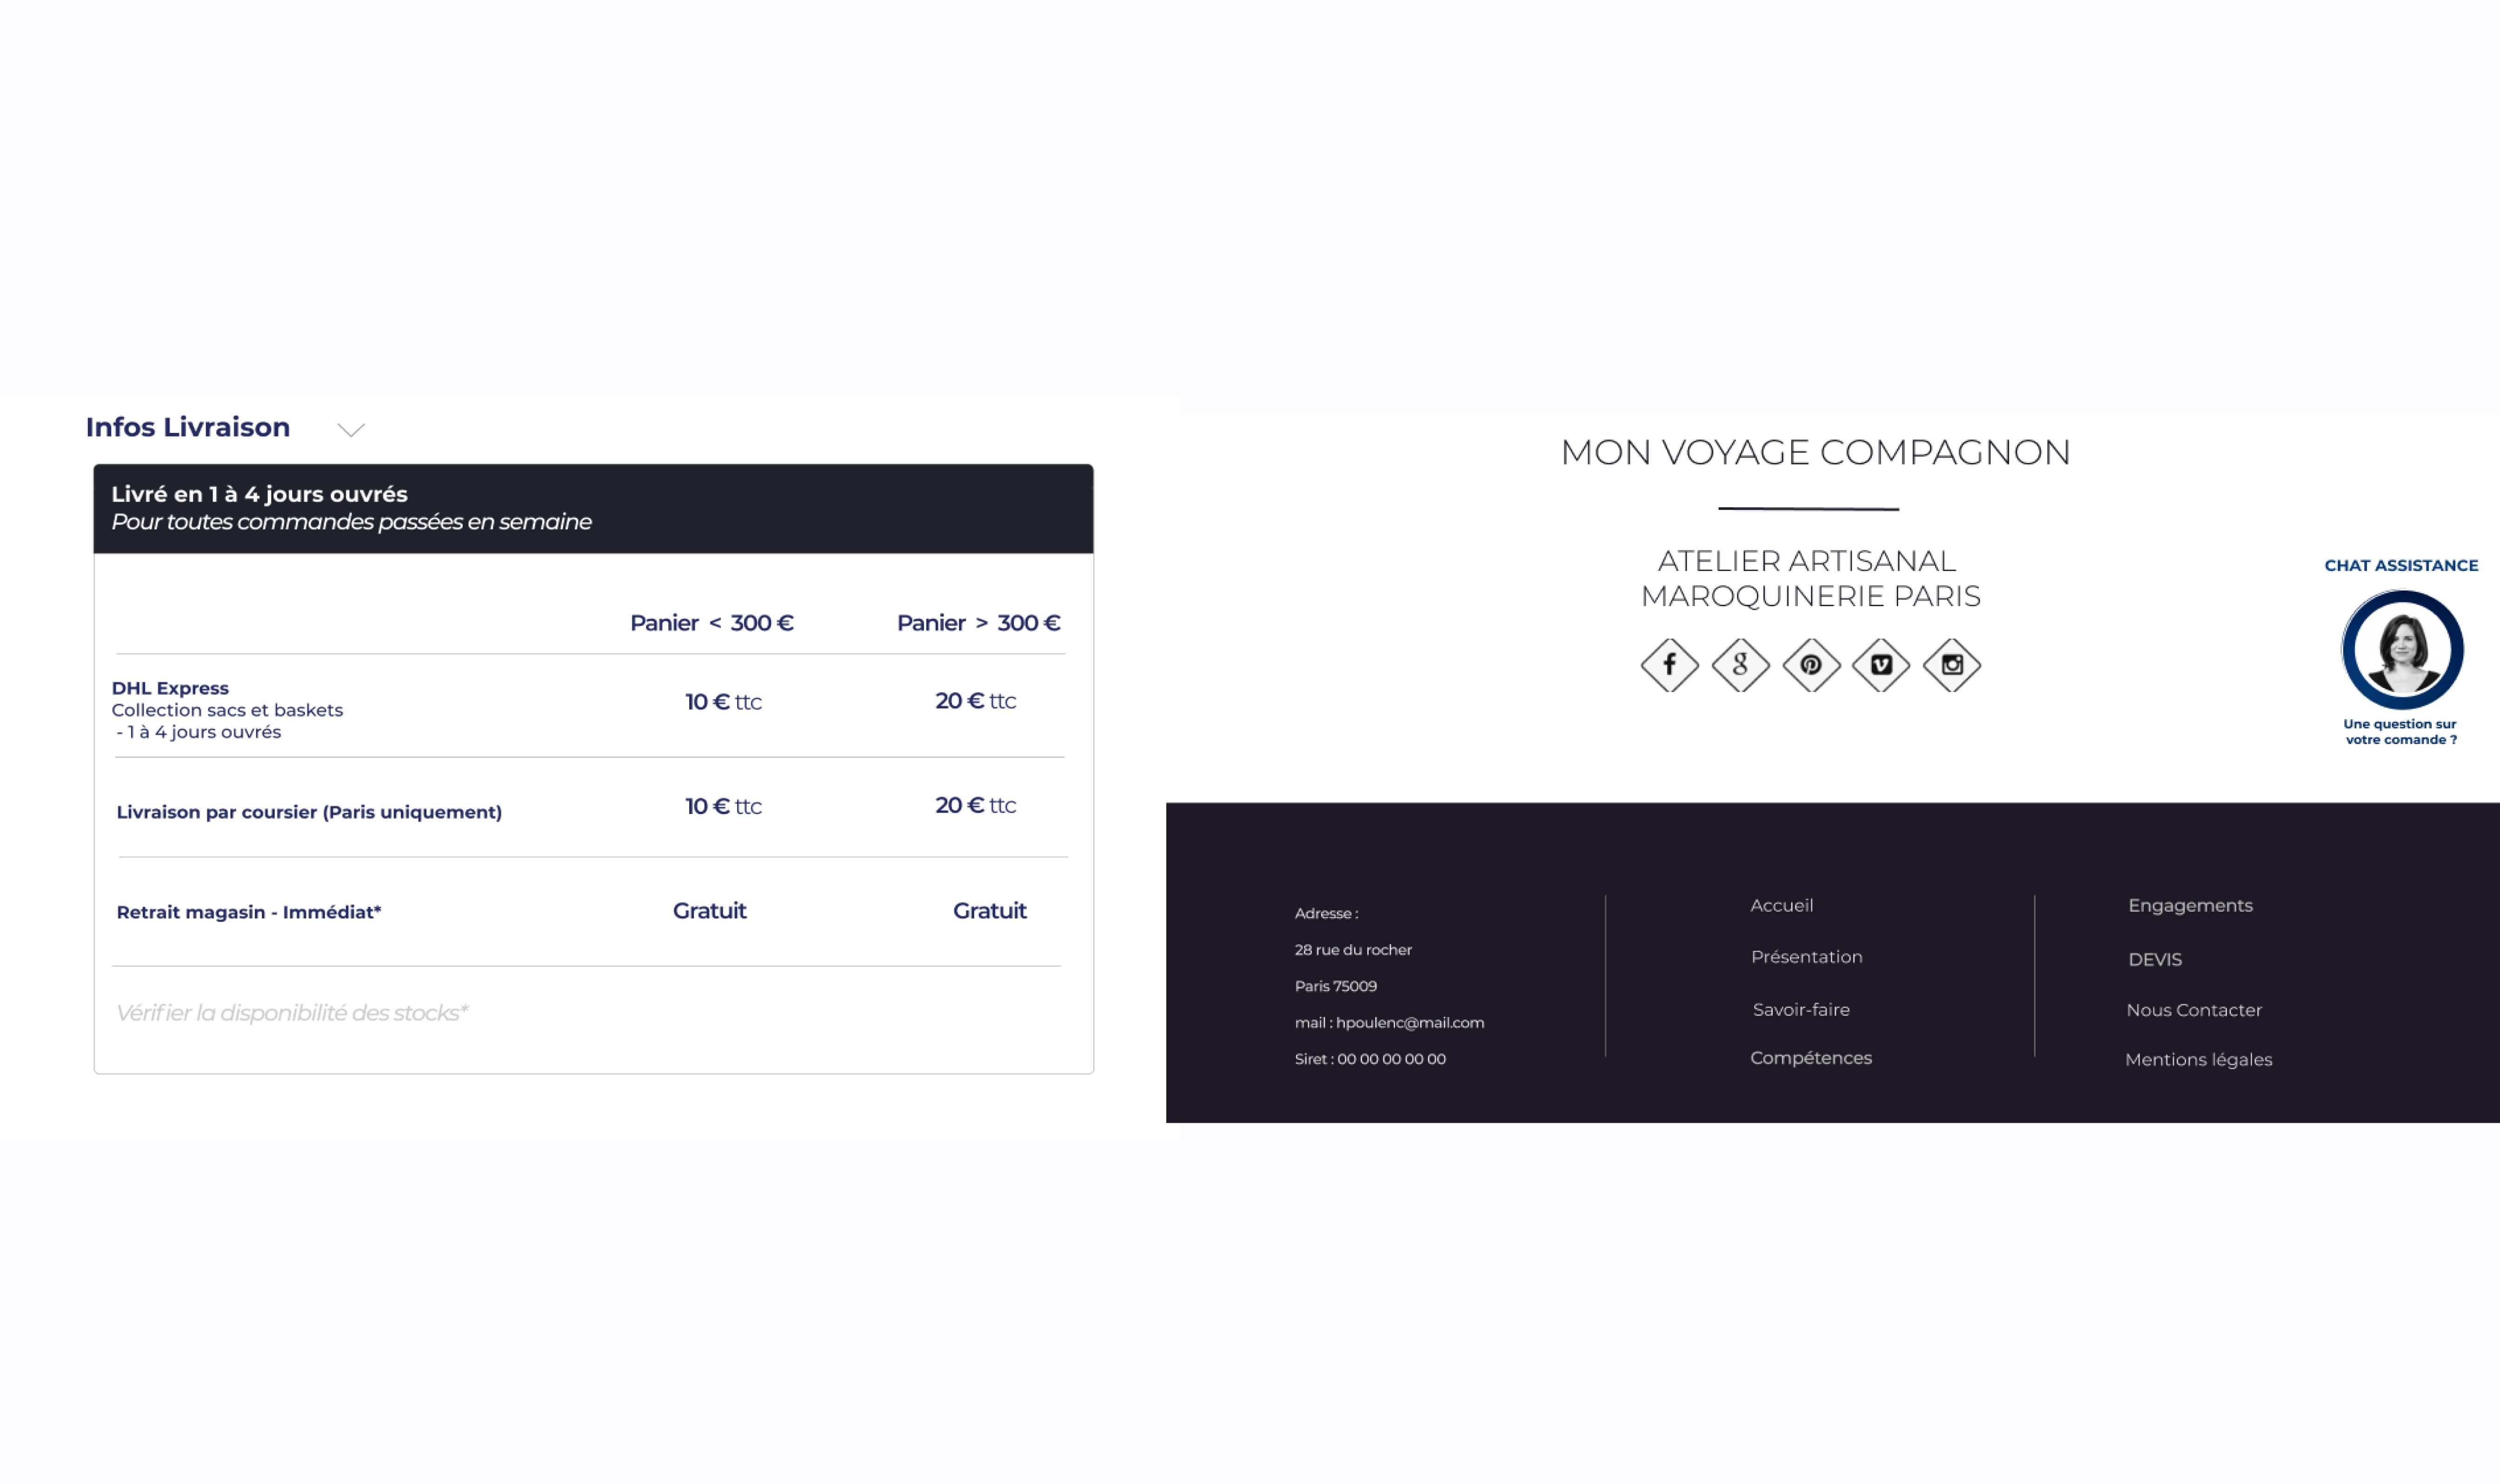 Infos Livraison
Livré en 1 à 4 jours ouvrés
Pour toutes commandes passées en semaine
Panier < 300 € Panier > 300 €
DHL Express
Collection sacs et baskets
- 1 à 4 jours ouvrés
10 € ttc 20 € ttc
Livraison par coursier (Paris uniquement) 10 € ttc 20 € ttc
Retrait magasin - Immédiat* Gratuit Gratuit
Vérifier la disponibilité des stocks*
MON VOYAGE COMPAGNON
ATELIER ARTISANAL
MAROQUINERIE PARIS
CHAT ASSISTANCE
Une question sur
votre comande ?
Adresse :
28 rue du rocher
Paris 75009
mail : hpoulenc@mail.com
Siret : 00 00 00 00 00
Accueil
Présentation
Savoir-faire
Compétences
Engagements
DEVIS
Nous Contacter
Mentions légales